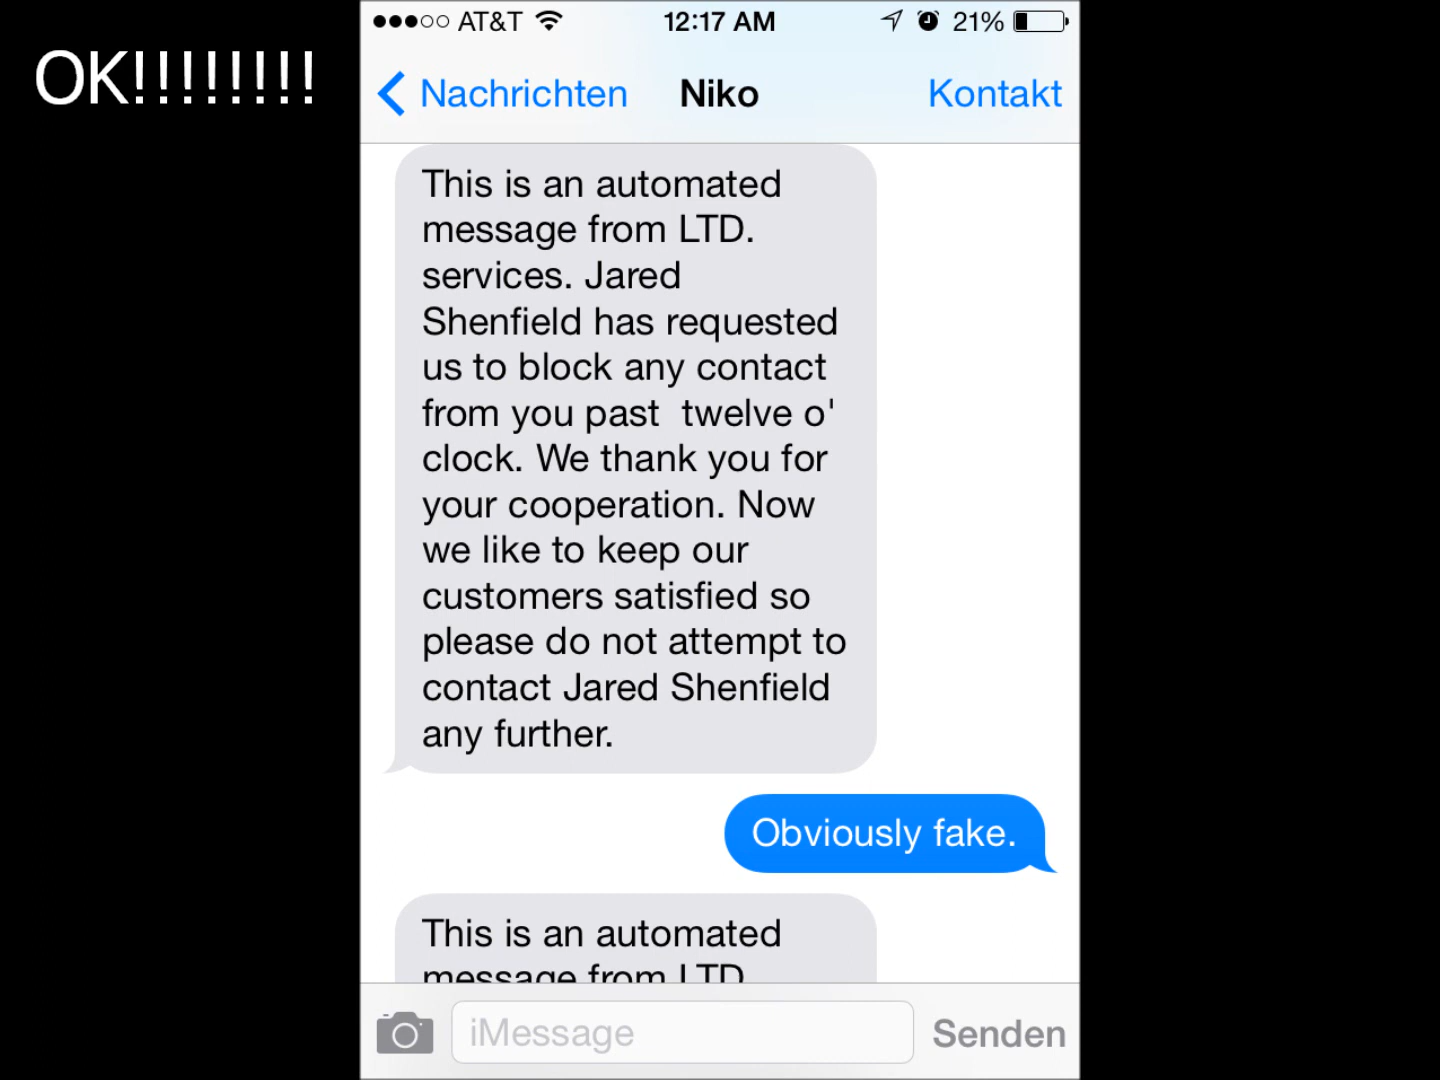 OK!!!!!!!!
AT&T 12:17 AM 21%
Nachrichten Niko Kontakt
This is an automated
message from LTD.
services. Jared
Shenfield has requested
us to block any contact
from you past  twelve o'
clock. We thank you for
your cooperation. Now
we like to keep our
customers satisfied so
please do not attempt to
contact Jared Shenfield
any further.
Obviously fake.
This is an automated
message from LTD.
iMessage Senden